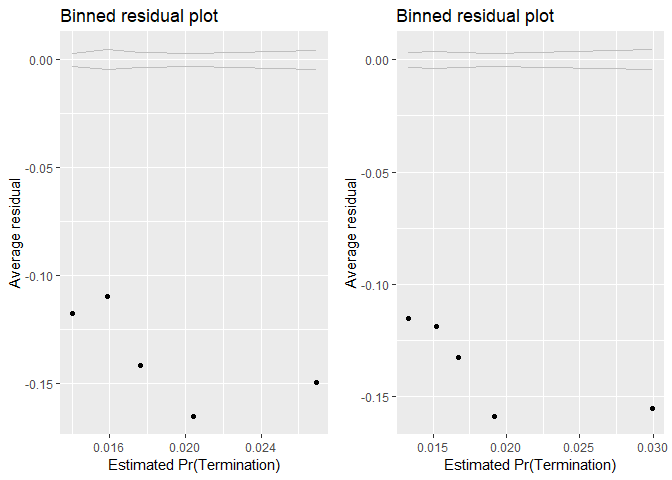 Binned residual plot
Average residual
0.00
-0.05
-0.10
-0.15
0.016
0.020
0.024
Estimated Pr(Termination)
Binned residual plot
Average residual
0.00
-0.05
-0.10
-0.15
0.015
0.020
0.025
0.030
Estimated Pr(Termination)